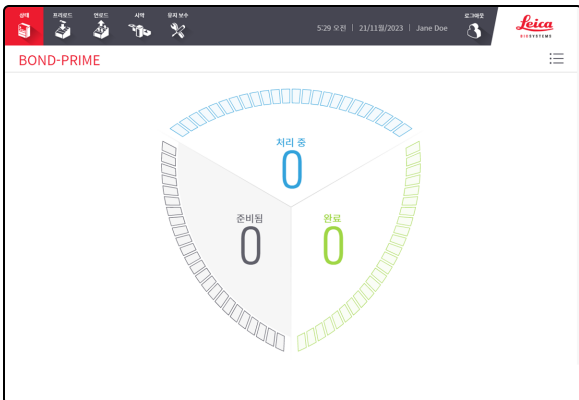 상태 프리로드 언로드 시약 유지 보수 로그아웃
5:29 오전 | 21/11월/2023 | Jane Doe
Leica
BIOSYSTEMS
BOND-PRIME
처리 중
0
준비됨 완료
0 0